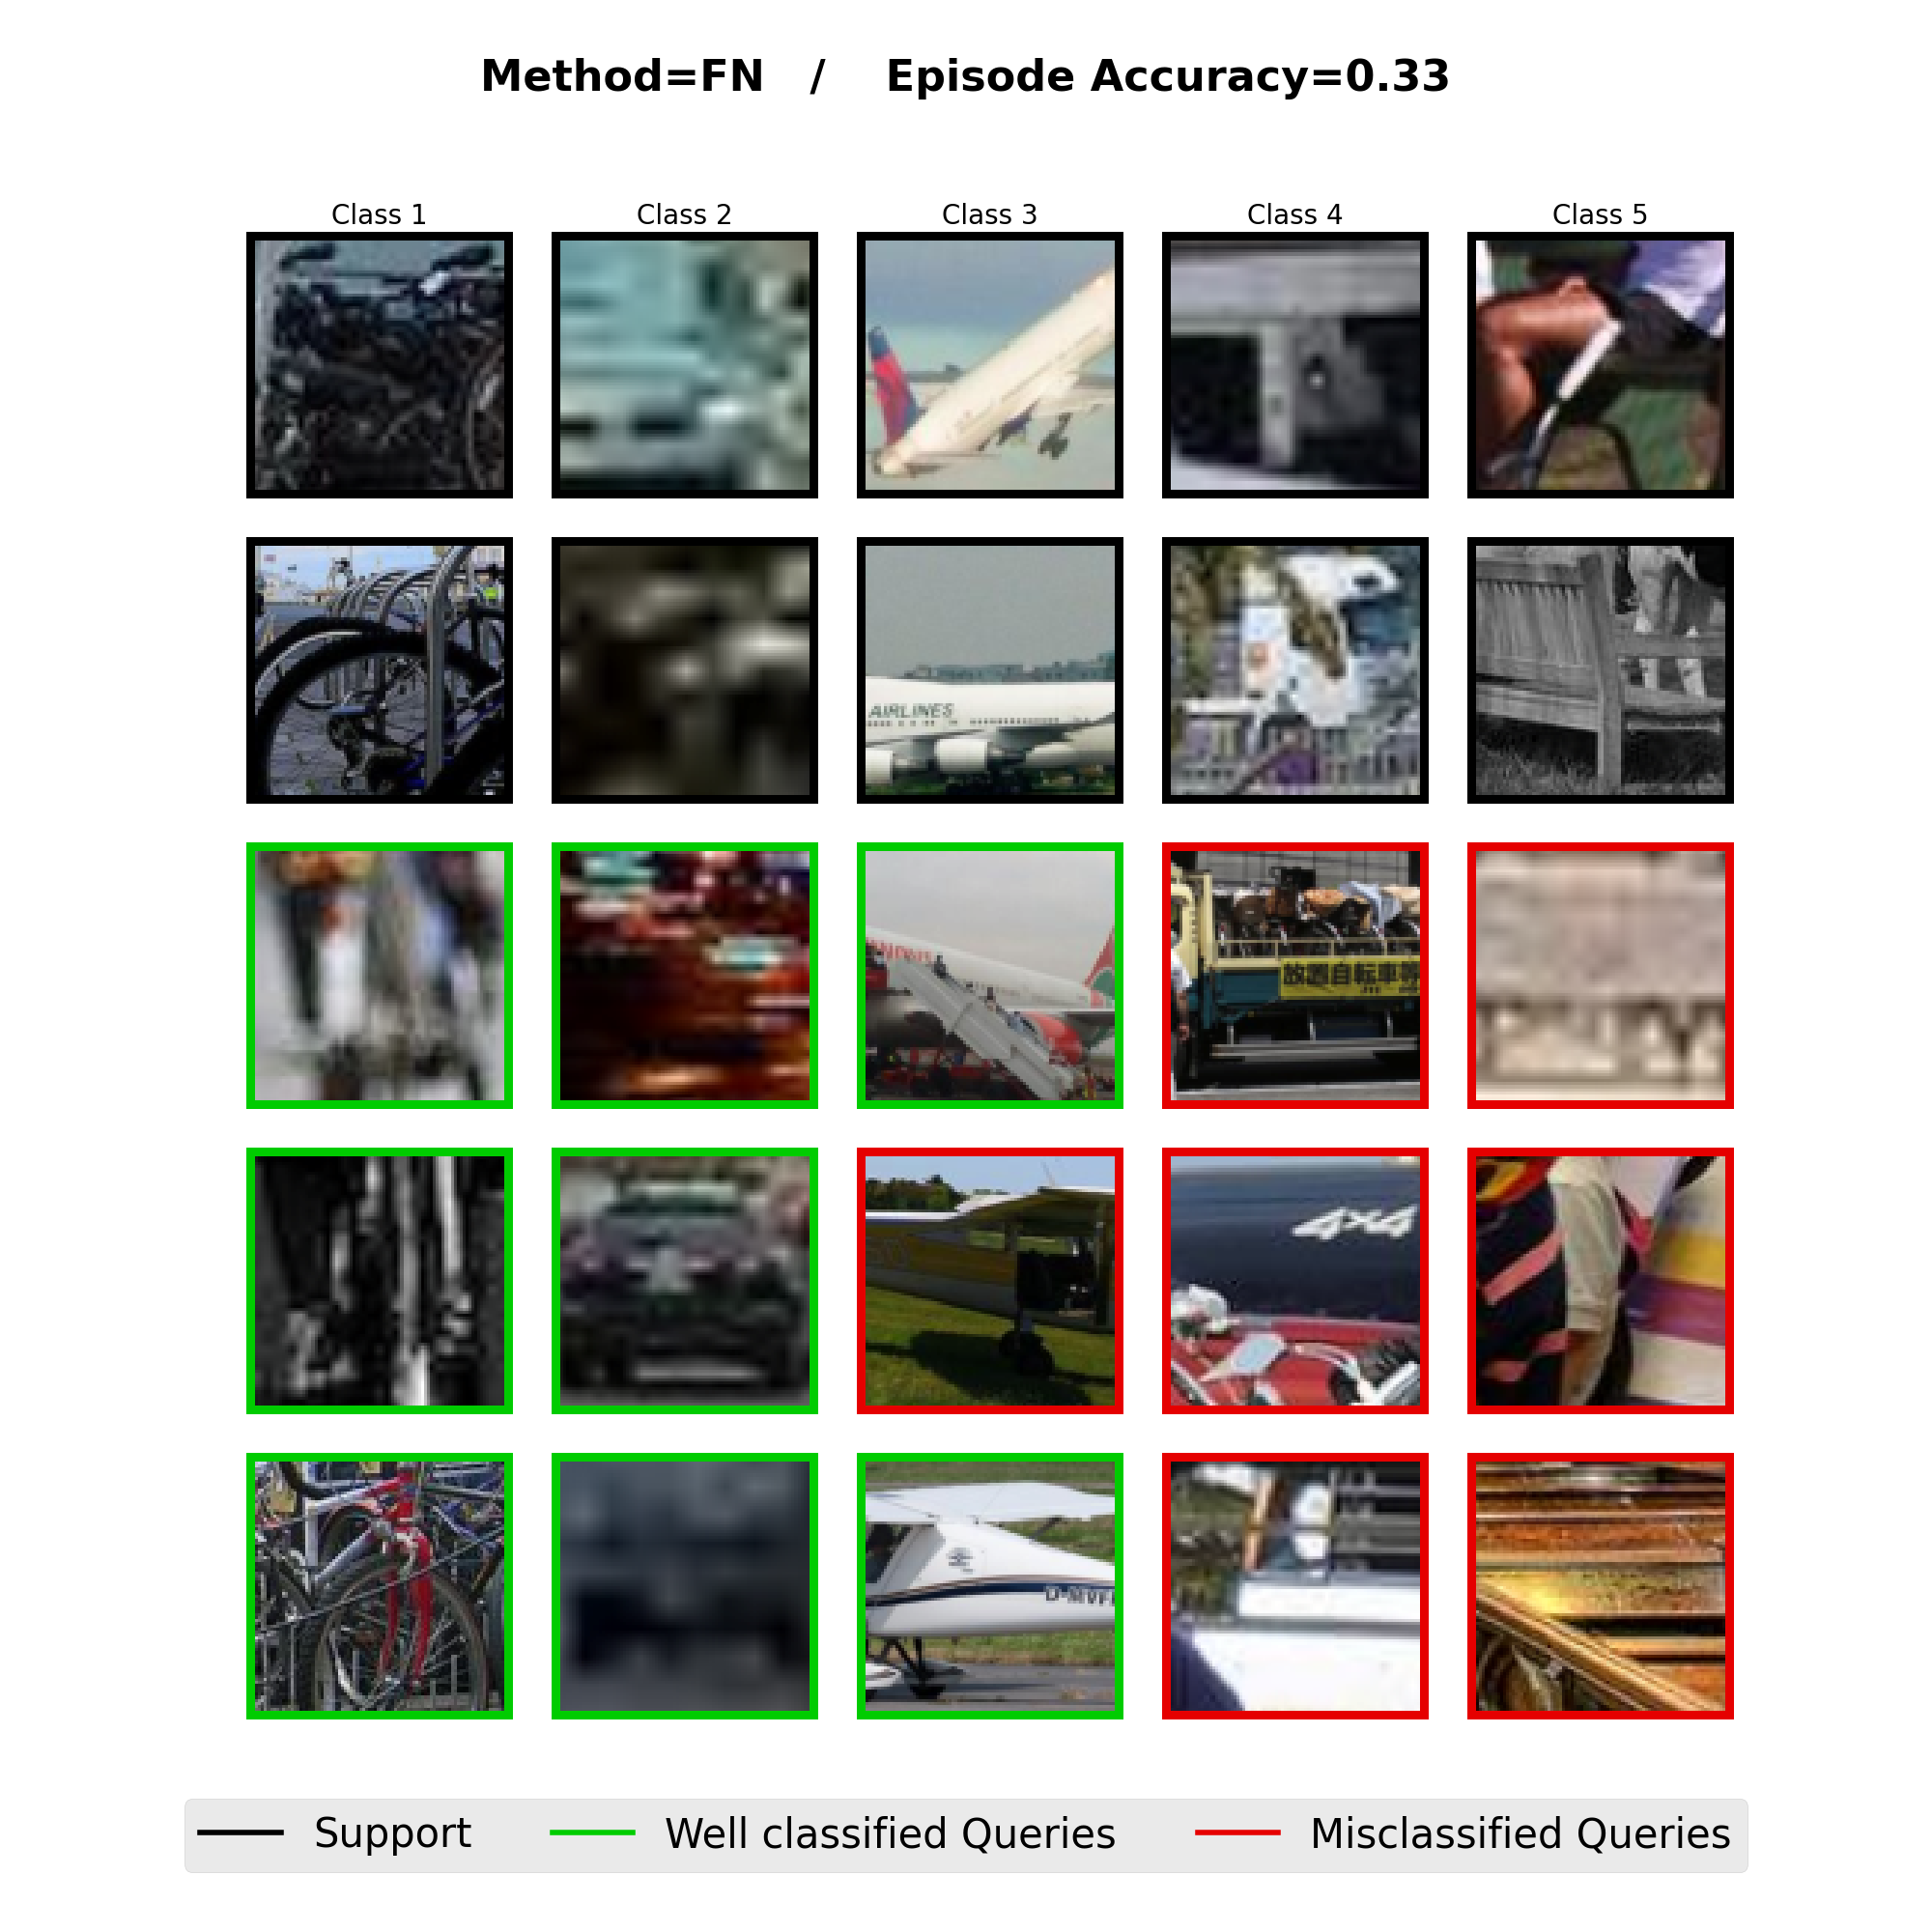 Method=FN / Episode Accuracy=0.33
Class 1 Class 2 Class 3 Class 4 Class 5
AIRLINES
放置自転車等
4x4
D-MVF
Support Well classified Queries Misclassified Queries